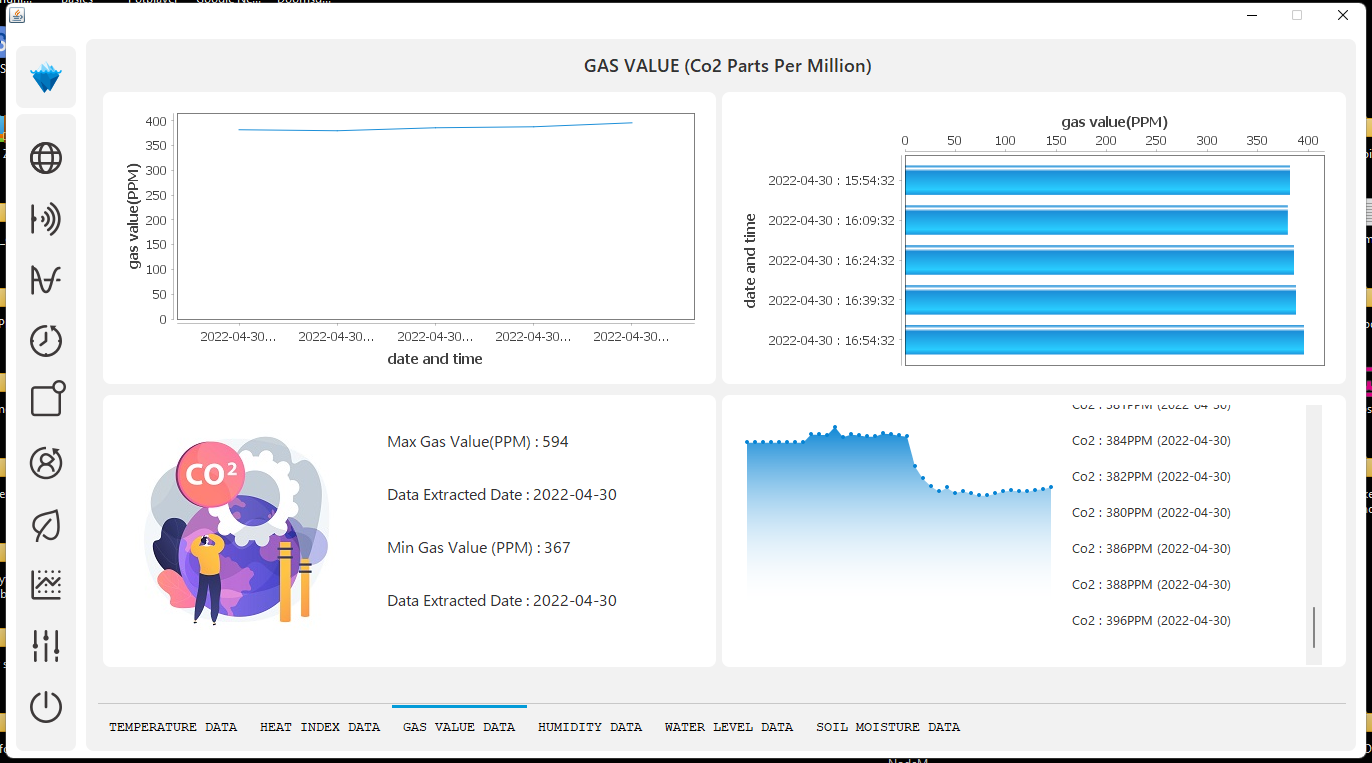 GAS VALUE (Co2 Parts Per Million)
gas value(PPM)
400
350
300
250
200
150
100
50
0
2022-04-30...
2022-04-30...
2022-04-30...
2022-04-30...
2022-04-30...
date and time
gas value(PPM)
0 50 100 150 200 250 300 350 400
date and time
2022-04-30 : 15:54:32
2022-04-30 : 16:09:32
2022-04-30 : 16:24:32
2022-04-30 : 16:39:32
2022-04-30 : 16:54:32
CO2
Max Gas Value(PPM) : 594
Data Extracted Date : 2022-04-30
Min Gas Value (PPM) : 367
Data Extracted Date : 2022-04-30
Co2 : 381PPM (2022-04-30)
Co2 : 384PPM (2022-04-30)
Co2 : 382PPM (2022-04-30)
Co2 : 380PPM (2022-04-30)
Co2 : 386PPM (2022-04-30)
Co2 : 388PPM (2022-04-30)
Co2 : 396PPM (2022-04-30)
TEMPERATURE DATA HEAT INDEX DATA GAS VALUE DATA HUMIDITY DATA WATER LEVEL DATA SOIL MOISTURE DATA